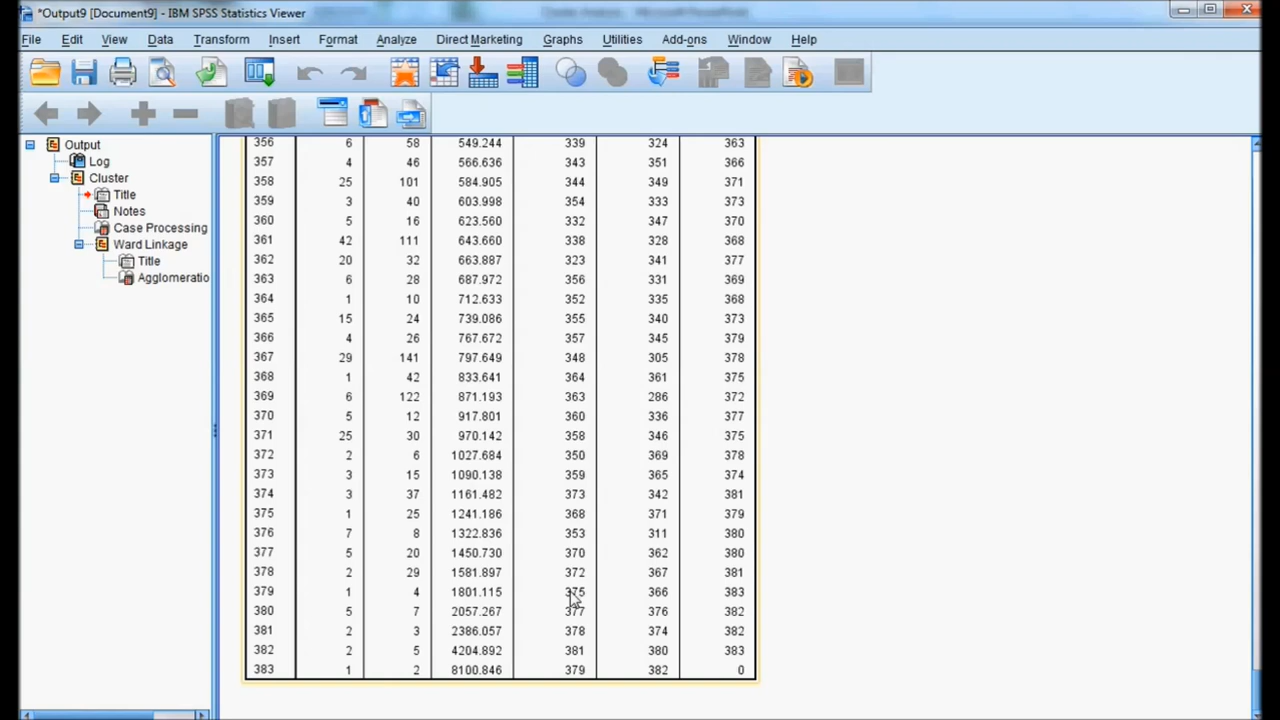 *Output9 [Document9] - IBM SPSS Statistics Viewer
File Edit View Data Transform Insert Format Analyze Direct Marketing Graphs Utilities Add-ons Window Help
Output
Log
Cluster
Title
Notes
Case Processing
Ward Linkage
Title
Agglomeratio
356 6 58 549.244 339 324 363
357 4 46 566.636 343 351 366
358 25 101 584.905 344 349 371
359 3 40 603.998 354 333 373
360 5 16 623.560 332 347 370
361 42 111 643.660 338 328 368
362 20 32 663.887 323 341 377
363 6 28 687.972 356 331 369
364 1 10 712.633 352 335 368
365 15 24 739.086 355 340 373
366 4 26 767.672 357 345 379
367 29 141 797.649 348 305 378
368 1 42 833.641 364 361 375
369 6 122 871.193 363 286 372
370 5 12 917.801 360 336 377
371 25 30 970.142 358 346 375
372 2 6 1027.684 350 369 378
373 3 15 1090.138 359 365 374
374 3 37 1161.482 373 342 381
375 1 25 1241.186 368 371 379
376 7 8 1322.836 353 311 380
377 5 20 1450.730 370 362 380
378 2 29 1581.897 372 367 381
379 1 4 1801.115 375 366 383
380 5 7 2057.267 377 376 382
381 2 3 2386.057 378 374 382
382 2 5 4204.892 381 380 383
383 1 2 8100.846 379 382 0